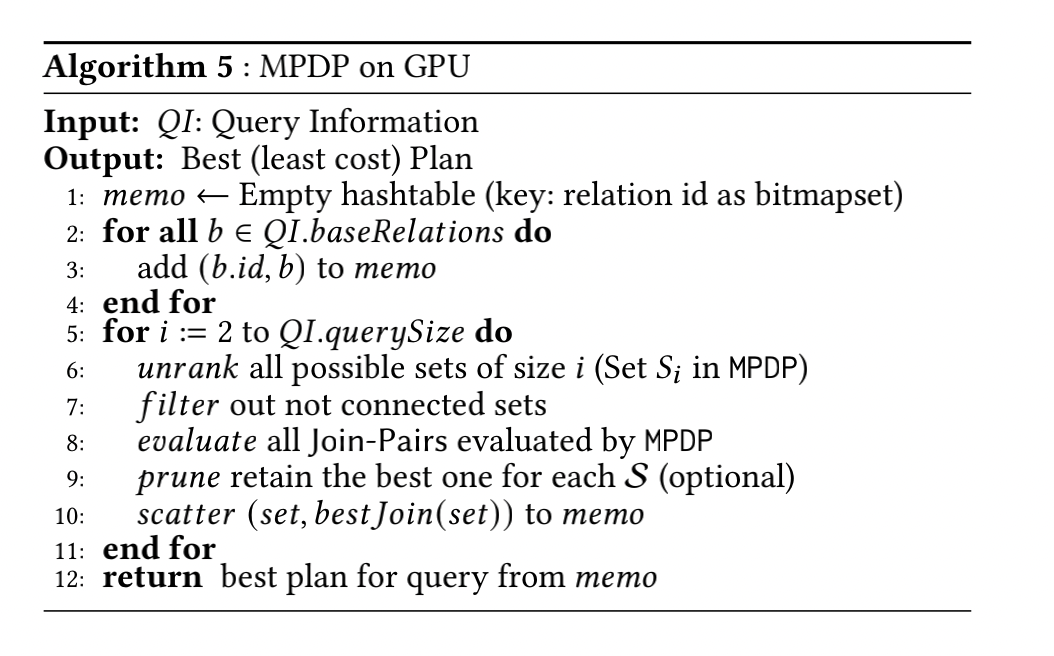 Algorithm 5 : MPDP on GPU
Input: QI: Query Information
Output: Best (least cost) Plan
1: memo ← Empty hashtable (key: relation id as bitmapset)
2: for all b ∈ QI.baseRelations do
3: add (b.id, b) to memo
4: end for
5: for i := 2 to QI.querySize do
6: unrank all possible sets of size i (Set Sᵢ in MPDP)
7: filter out not connected sets
8: evaluate all Join-Pairs evaluated by MPDP
9: prune retain the best one for each 𝒮 (optional)
10: scatter (set, bestJoin(set)) to memo
11: end for
12: return best plan for query from memo